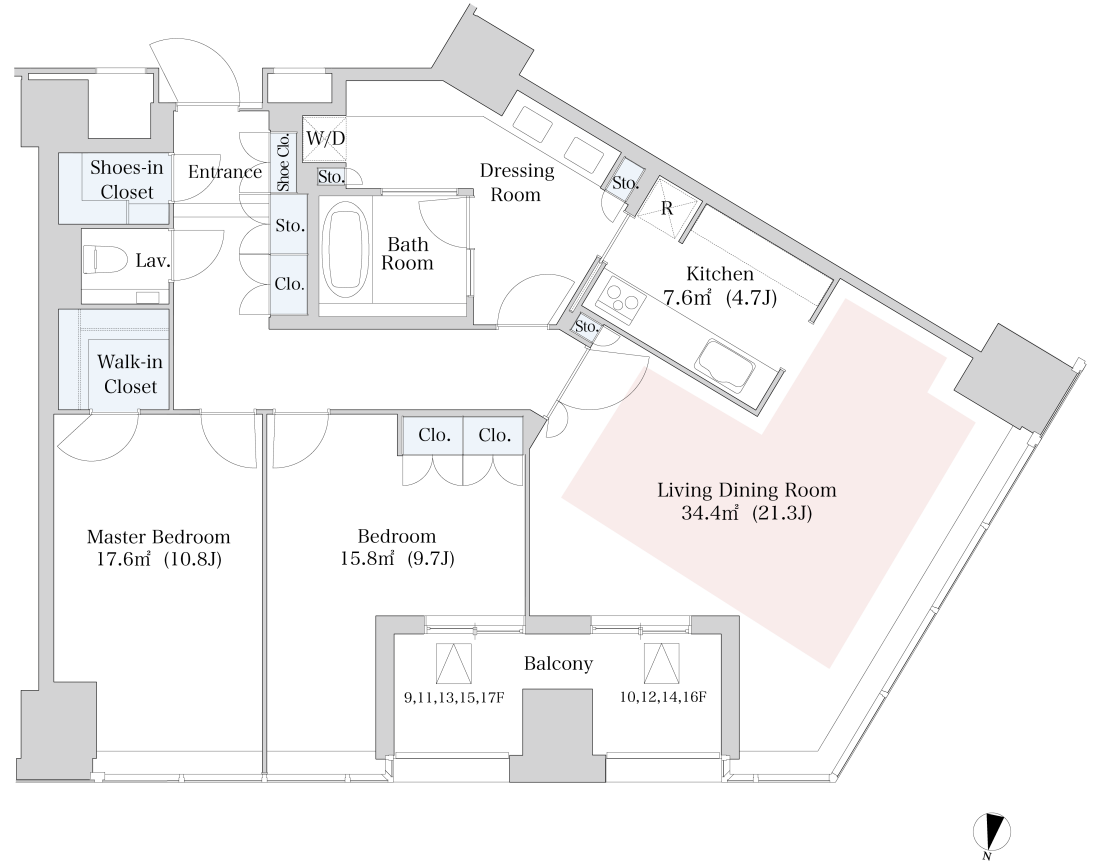 W/D
Shoes-in
Closet
Entrance
Shoe Clo.
Sto.
Dressing
Room
Sto.
R
Sto.
Bath
Room
Lav.
Clo.
Kitchen
7.6㎡ (4.7J)
Sto.
Walk-in
Closet
Clo.
Clo.
Living Dining Room
34.4㎡ (21.3J)
Master Bedroom
17.6㎡ (10.8J)
Bedroom
15.8㎡ (9.7J)
Balcony
9,11,13,15,17F
10,12,14,16F
N